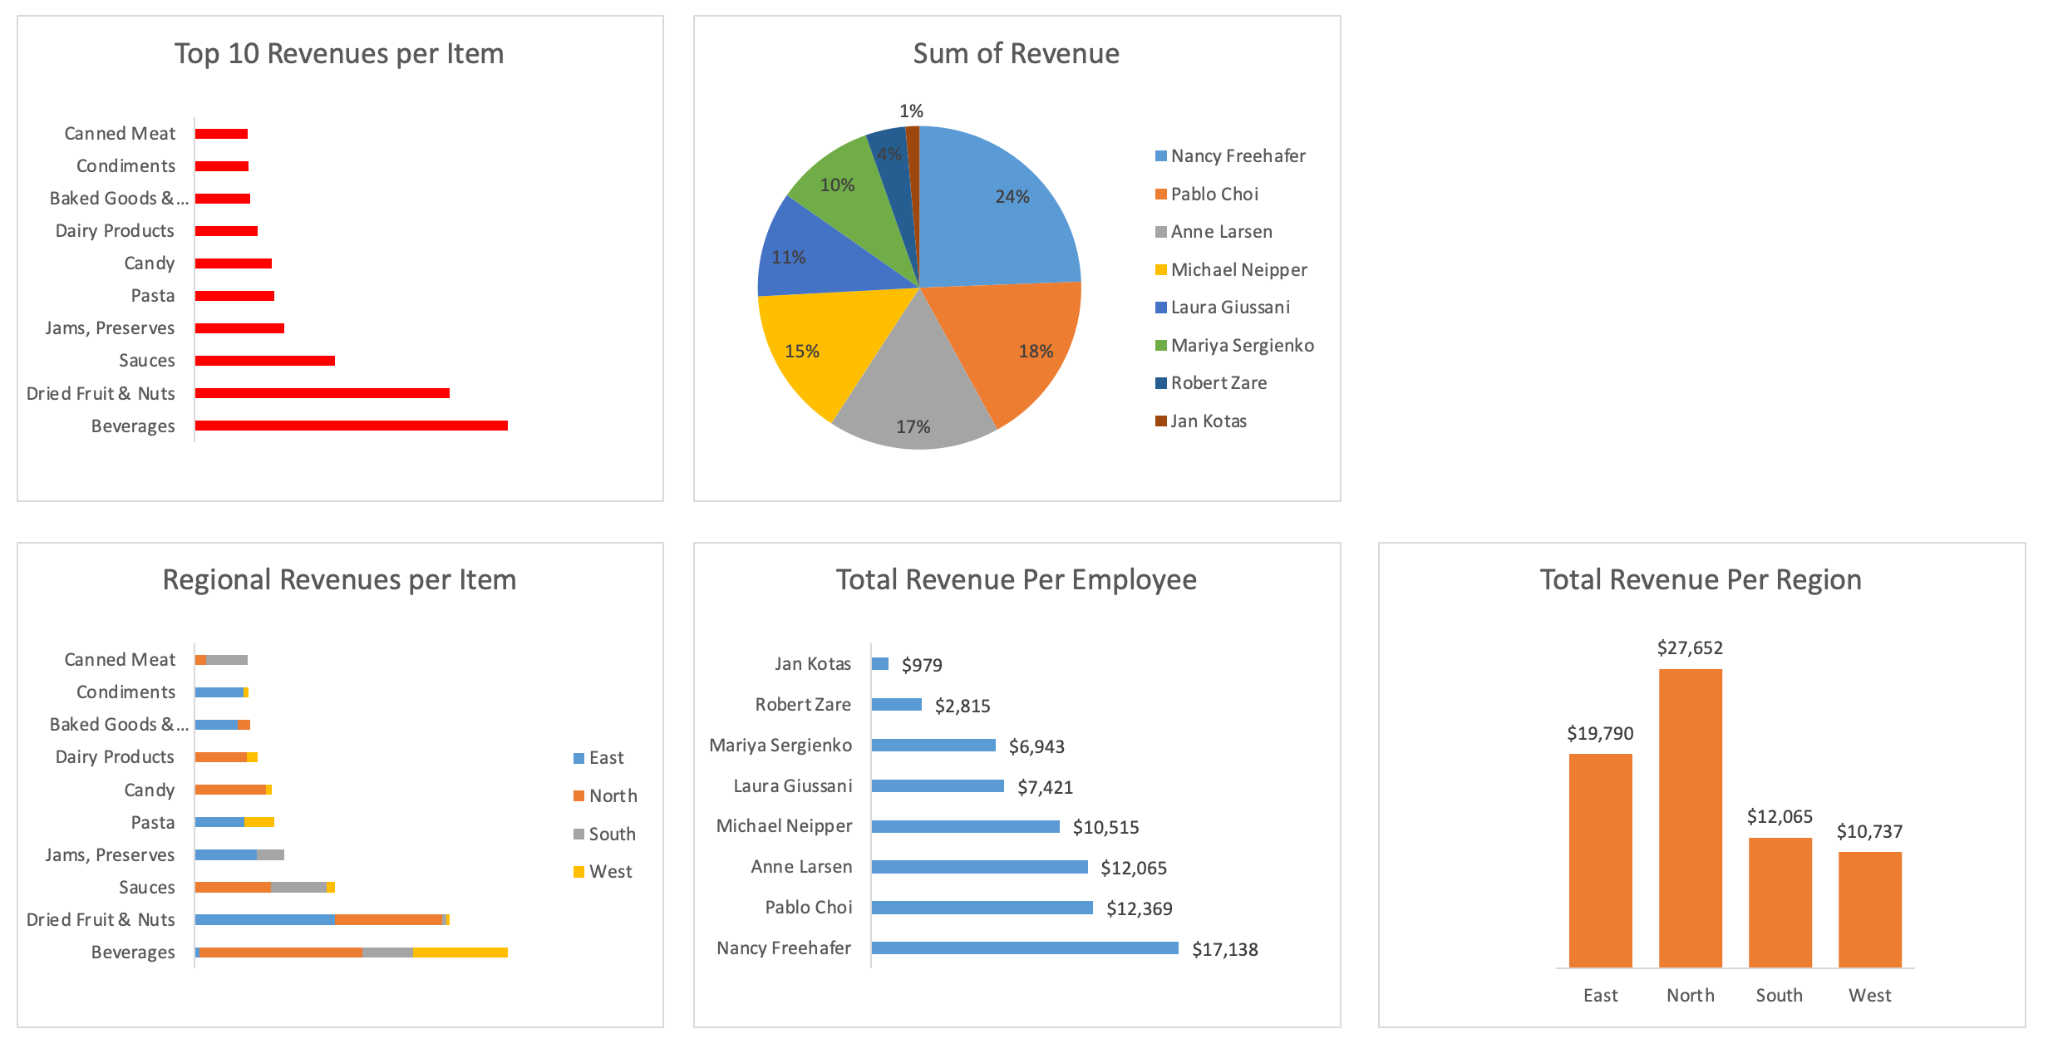 Top 10 Revenues per Item
Canned Meat
Condiments
Baked Goods &...
Dairy Products
Candy
Pasta
Jams, Preserves
Sauces
Dried Fruit & Nuts
Beverages
Sum of Revenue
1%
4%
24%
10%
11%
15%
18%
17%
Nancy Freehafer
Pablo Choi
Anne Larsen
Michael Neipper
Laura Giussani
Mariya Sergienko
Robert Zare
Jan Kotas
Regional Revenues per Item
Canned Meat
Condiments
Baked Goods &...
Dairy Products
Candy
Pasta
Jams, Preserves
Sauces
Dried Fruit & Nuts
Beverages
East
North
South
West
Total Revenue Per Employee
Jan Kotas $979
Robert Zare $2,815
Mariya Sergienko $6,943
Laura Giussani $7,421
Michael Neipper $10,515
Anne Larsen $12,065
Pablo Choi $12,369
Nancy Freehafer $17,138
Total Revenue Per Region
$27,652
$19,790
$12,065
$10,737
East North South West